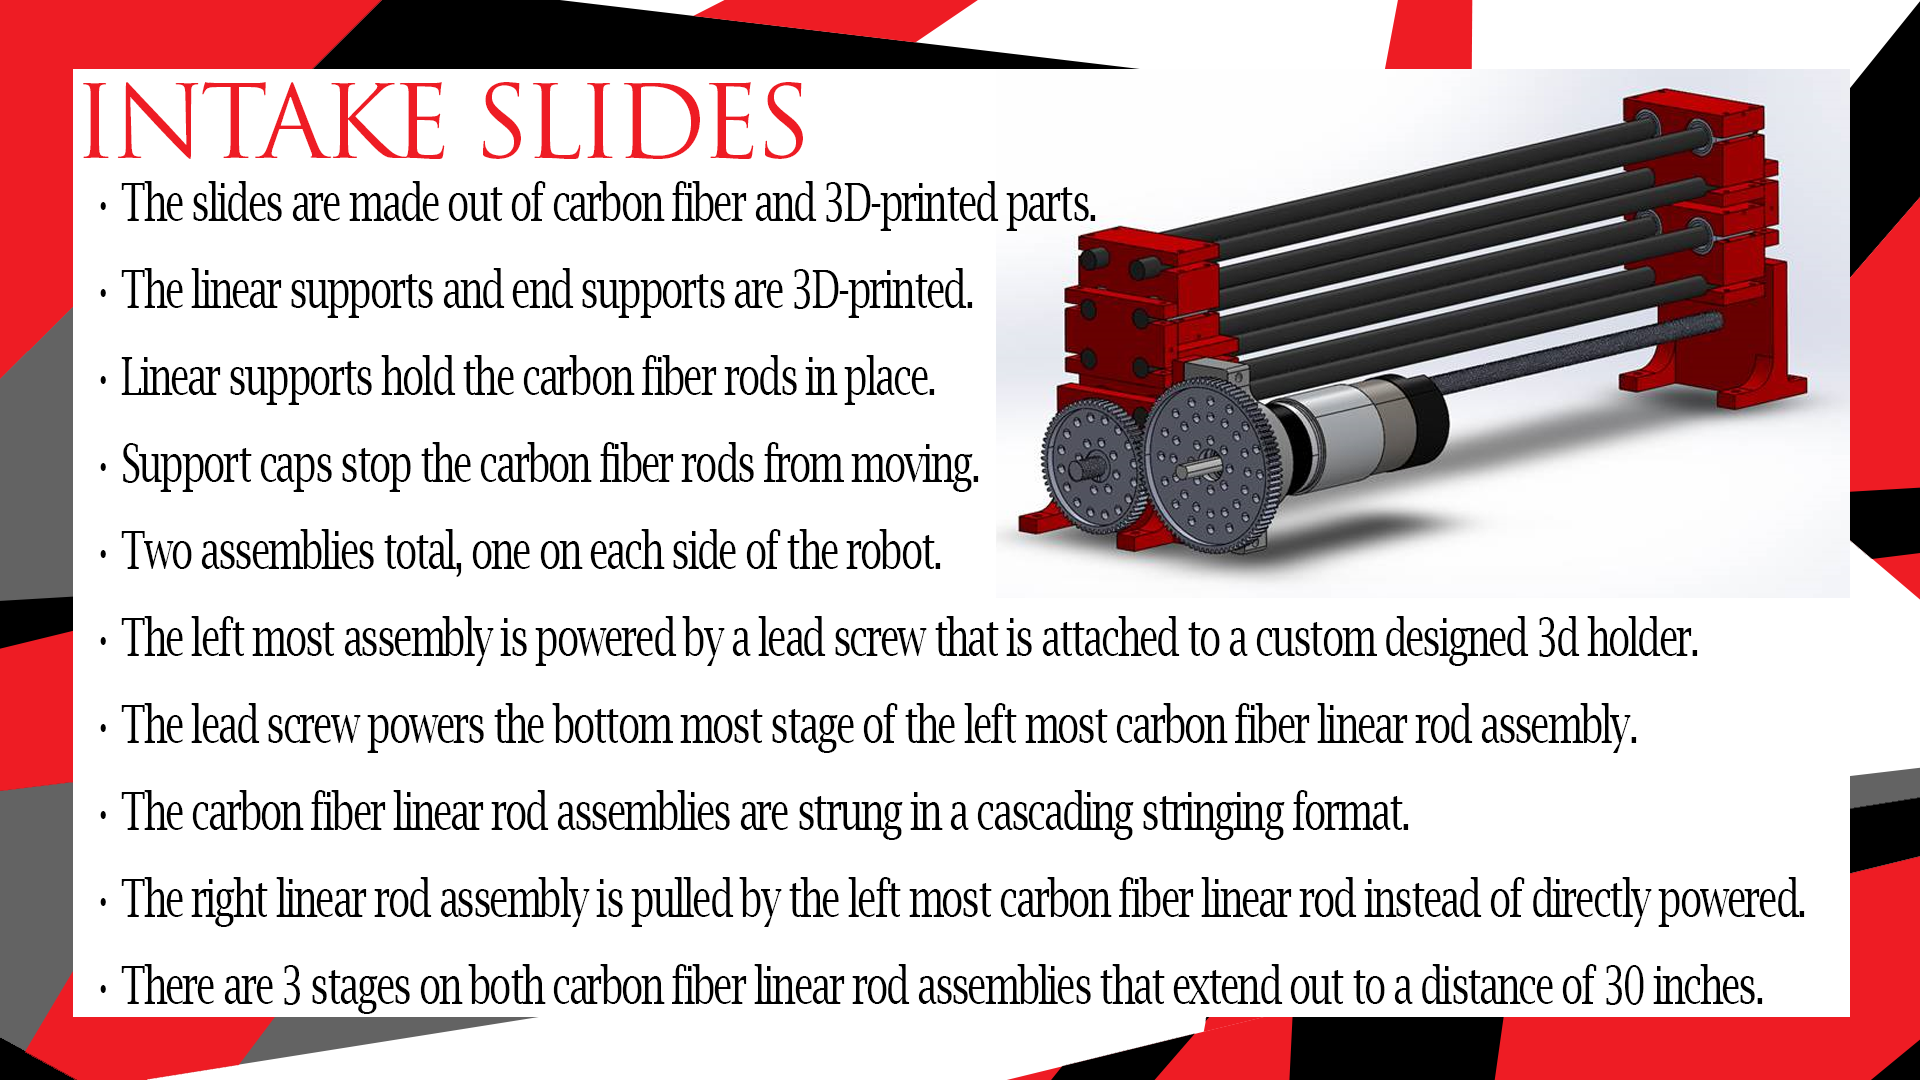 INTAKE SLIDES
· The slides are made out of carbon fiber and 3D-printed parts.
· The linear supports and end supports are 3D-printed.
· Linear supports hold the carbon fiber rods in place.
· Support caps stop the carbon fiber rods from moving.
· Two assemblies total, one on each side of the robot.
· The left most assembly is powered by a lead screw that is attached to a custom designed 3d holder.
· The lead screw powers the bottom most stage of the left most carbon fiber linear rod assembly.
· The carbon fiber linear rod assemblies are strung in a cascading stringing format.
· The right linear rod assembly is pulled by the left most carbon fiber linear rod instead of directly powered.
· There are 3 stages on both carbon fiber linear rod assemblies that extend out to a distance of 30 inches.